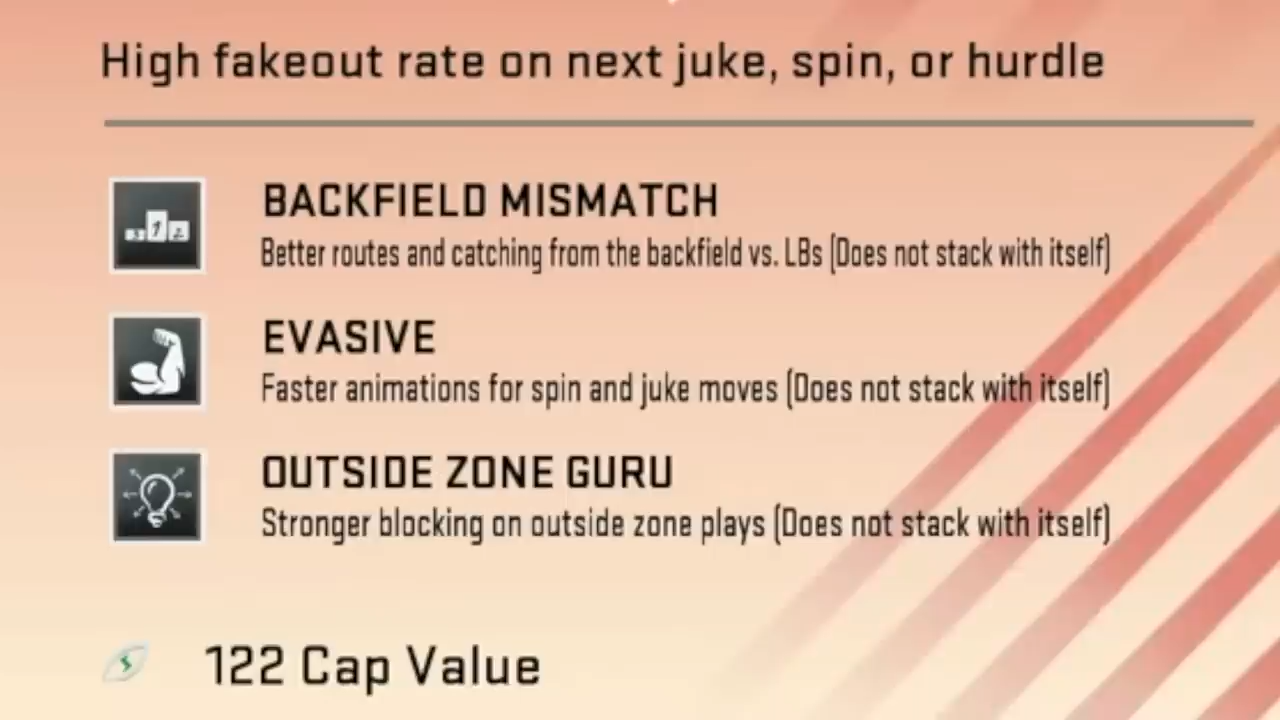 High fakeout rate on next juke, spin, or hurdle
BACKFIELD MISMATCH
Better routes and catching from the backfield vs. LBs (Does not stack with itself)
EVASIVE
Faster animations for spin and juke moves (Does not stack with itself)
OUTSIDE ZONE GURU
Stronger blocking on outside zone plays (Does not stack with itself)
122 Cap Value